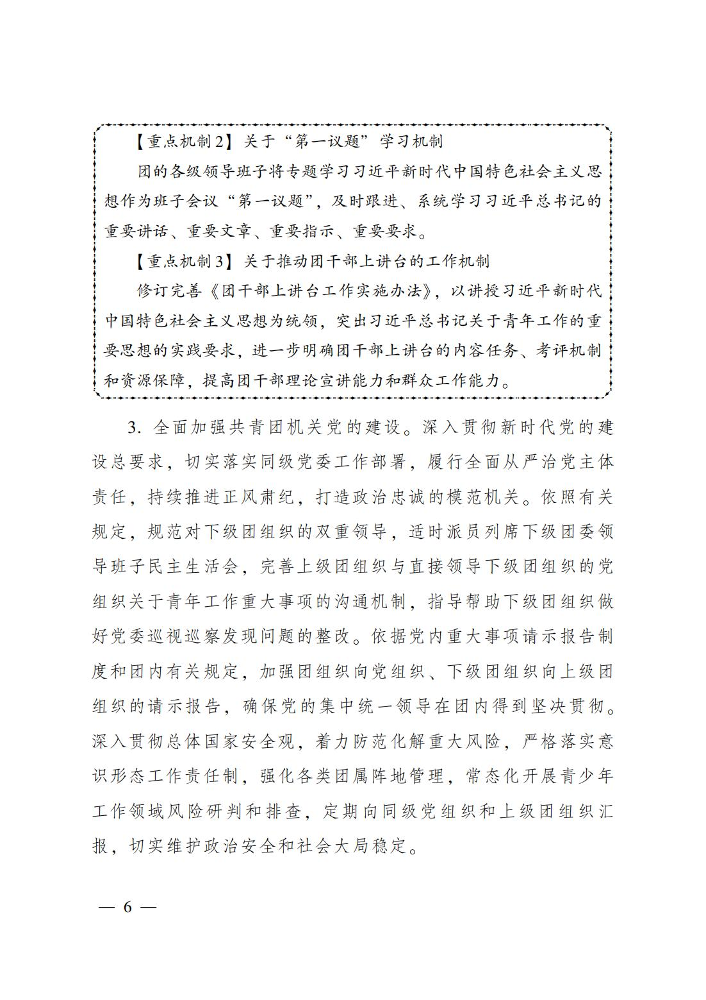 【重点机制2】关于“第一议题”学习机制
团的各级领导班子将专题学习习近平新时代中国特色社会主义思
想作为班子会议“第一议题”，及时跟进、系统学习习近平总书记的
重要讲话、重要文章、重要指示、重要要求。
【重点机制3】关于推动团干部上讲台的工作机制
修订完善《团干部上讲台工作实施办法》，以讲授习近平新时代
中国特色社会主义思想为统领，突出习近平总书记关于青年工作的重
要思想的实践要求，进一步明确团干部上讲台的内容任务、考评机制
和资源保障，提高团干部理论宣讲能力和群众工作能力。
3. 全面加强共青团机关党的建设。深入贯彻新时代党的建
设总要求，切实落实同级党委工作部署，履行全面从严治党主体
责任，持续推进正风肃纪，打造政治忠诚的模范机关。依照有关
规定，规范对下级团组织的双重领导，适时派员列席下级团委领
导班子民主生活会，完善上级团组织与直接领导下级团组织的党
组织关于青年工作重大事项的沟通机制，指导帮助下级团组织做
好党委巡视巡察发现问题的整改。依据党内重大事项请示报告制
度和团内有关规定，加强团组织向党组织、下级团组织向上级团
组织的请示报告，确保党的集中统一领导在团内得到坚决贯彻。
深入贯彻总体国家安全观，着力防范化解重大风险，严格落实意
识形态工作责任制，强化各类团属阵地管理，常态化开展青少年
工作领域风险研判和排查，定期向同级党组织和上级团组织汇
报，切实维护政治安全和社会大局稳定。
— 6 —